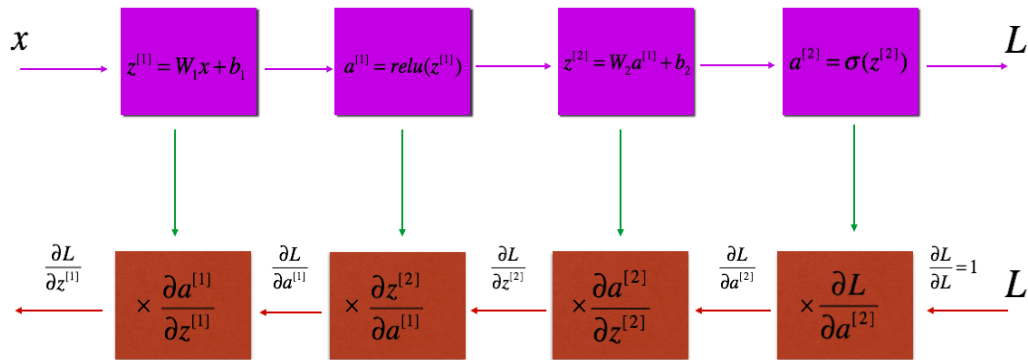 x
z^{[1]} = W_1 x + b_1
a^{[1]} = relu(z^{[1]})
z^{[2]} = W_2 a^{[1]} + b_2
a^{[2]} = σ(z^{[2]})
L
∂L/∂z^{[1]}
× ∂a^{[1]}/∂z^{[1]}
∂L/∂a^{[1]}
× ∂z^{[2]}/∂a^{[1]}
∂L/∂z^{[2]}
× ∂a^{[2]}/∂z^{[2]}
∂L/∂a^{[2]}
× ∂L/∂a^{[2]}
∂L/∂L = 1
L